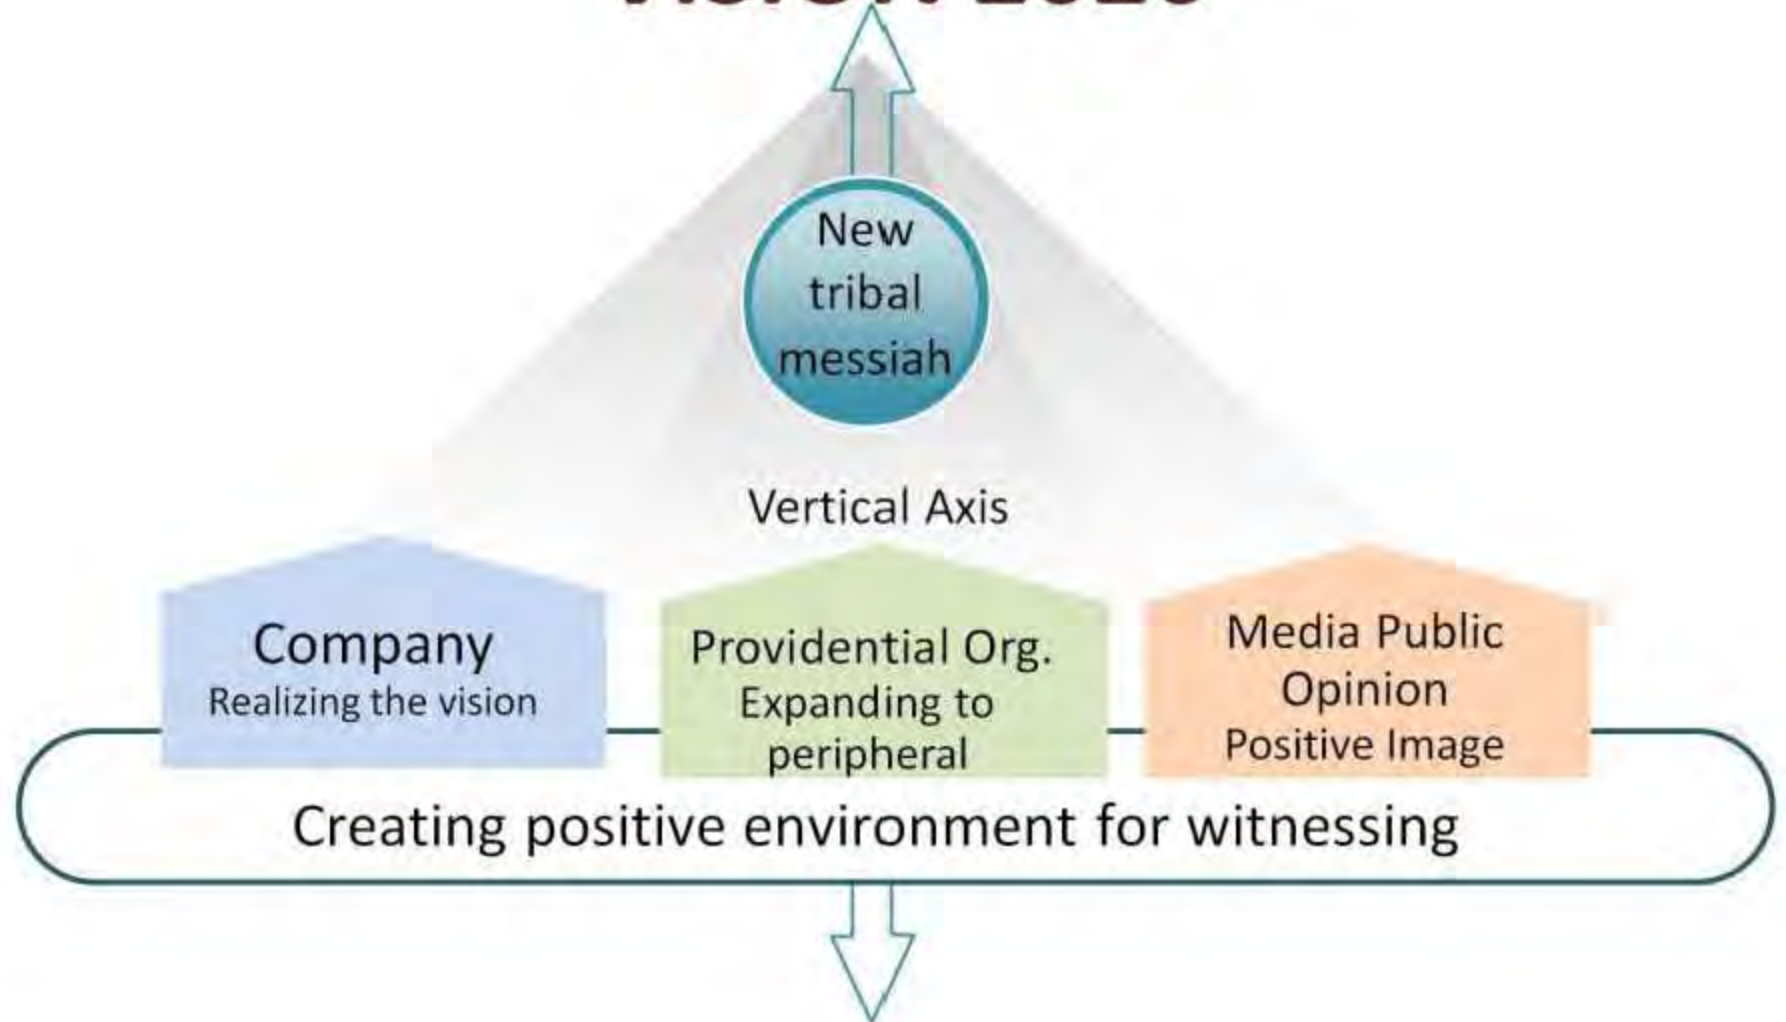 New
tribal
messiah
Vertical Axis
Company
Realizing the vision
Providential Org.
Expanding to
peripheral
Media Public
Opinion
Positive Image
Creating positive environment for witnessing